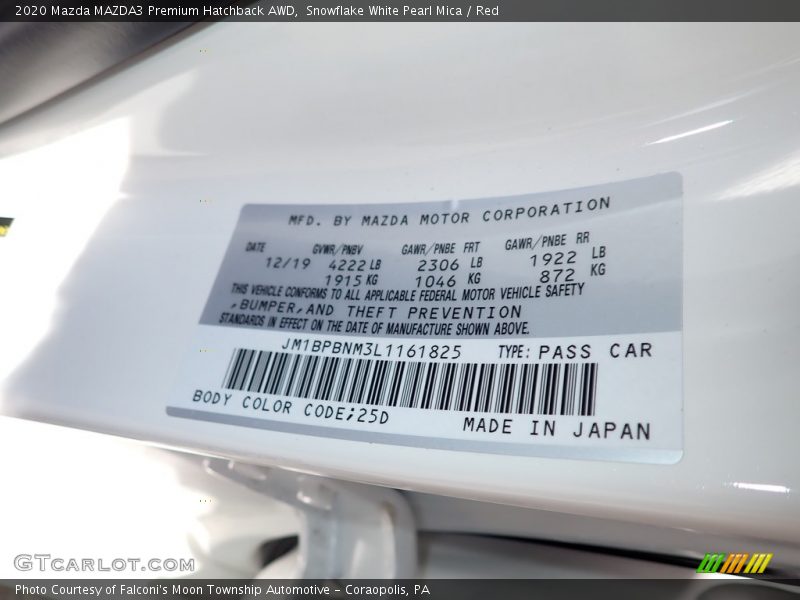 2020 Mazda MAZDA3 Premium Hatchback AWD, Snowflake White Pearl Mica / Red
MFD. BY MAZDA MOTOR CORPORATION
DATE GVWR/PNBV GAWR/PNBE FRT GAWR/PNBE RR
12/19 4222 LB 2306 LB 1922 LB
1915 KG 1046 KG 872 KG
THIS VEHICLE CONFORMS TO ALL APPLICABLE FEDERAL MOTOR VEHICLE SAFETY
,BUMPER,AND THEFT PREVENTION
STANDARDS IN EFFECT ON THE DATE OF MANUFACTURE SHOWN ABOVE.
JM1BPBNM3L1161825 TYPE: PASS CAR
BODY COLOR CODE;25D
MADE IN JAPAN
GTcarlot.com
Photo Courtesy of Falconi's Moon Township Automotive - Coraopolis, PA